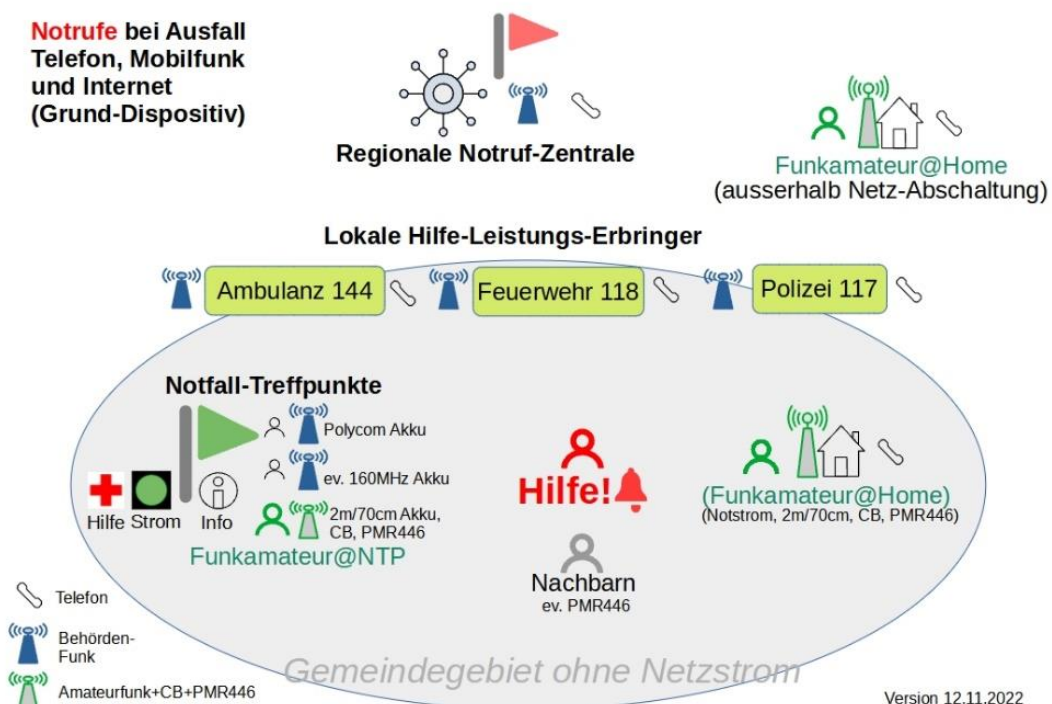 Notrufe bei Ausfall
Telefon, Mobilfunk
und Internet
(Grund-Dispositiv)
Regionale Notruf-Zentrale
Funkamateur@Home
(ausserhalb Netz-Abschaltung)
Lokale Hilfe-Leistungs-Erbringer
Ambulanz 144
Feuerwehr 118
Polizei 117
Notfall-Treffpunkte
Polycom Akku
ev. 160MHz Akku
2m/70cm Akku,
CB, PMR446
Hilfe
Strom
Info
Funkamateur@NTP
Hilfe!
Nachbarn
ev. PMR446
(Funkamateur@Home)
(Notstrom, 2m/70cm, CB, PMR446)
Telefon
Behörden-
Funk
Amateurfunk+CB+PMR446
Gemeindegebiet ohne Netzstrom
Version 12.11.2022